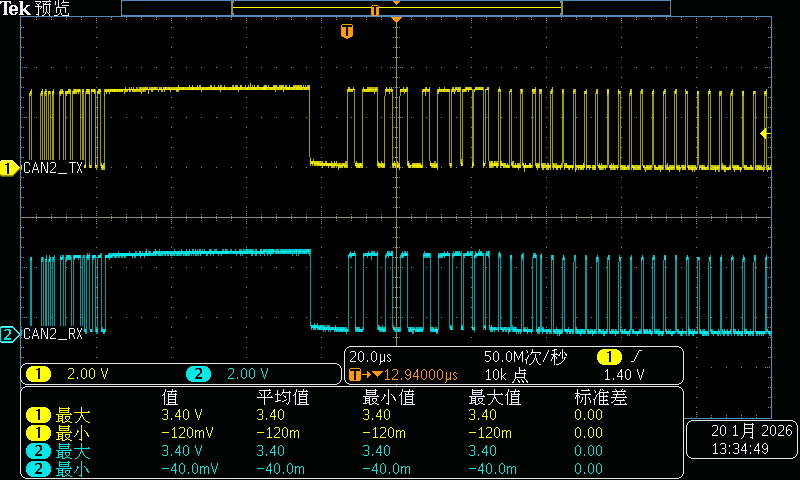 Tek 预览
T
T
1 CAN2_TX
2 CAN2_RX
1 2.00 V 2 2.00 V
20.0μs 50.0M次/秒 1 1.40 V
T→▼12.94000μs 10k 点
值 平均值 最小值 最大值 标准差
1 最大 3.40 V 3.40 3.40 3.40 0.00
1 最小 −120mV −120m −120m −120m 0.00
2 最大 3.40 V 3.40 3.40 3.40 0.00
2 最小 −40.0mV −40.0m −40.0m −40.0m 0.00
20 1月 2026
13:34:49